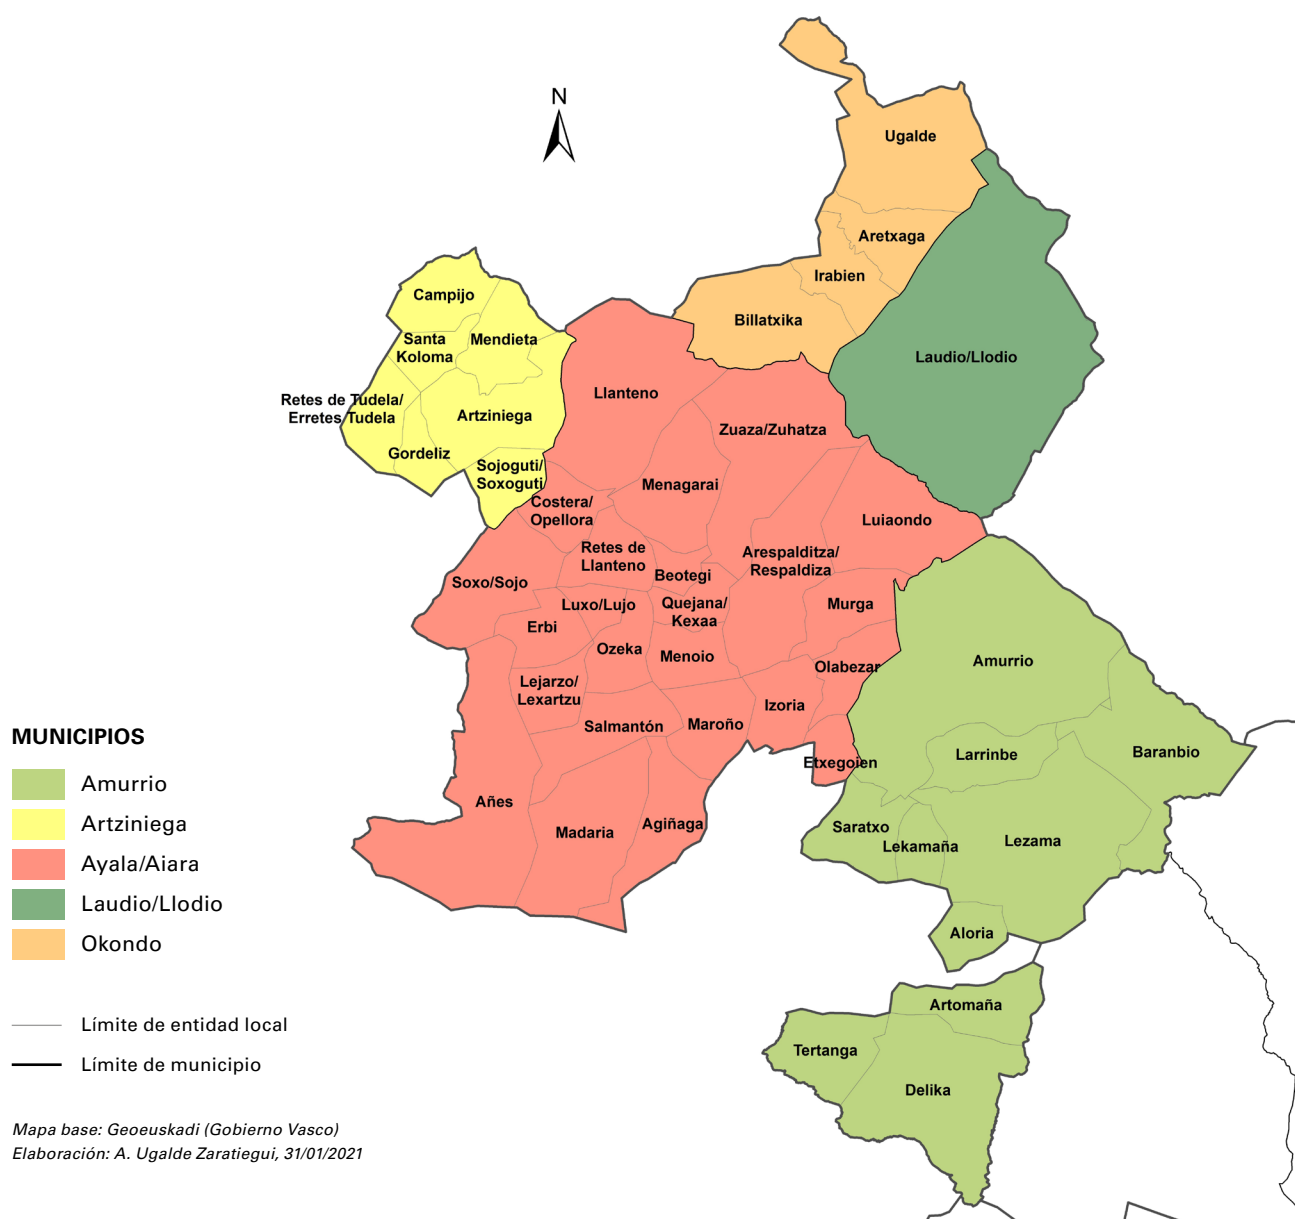 N
Ugalde
Aretxaga
Irabien
Billatxika
Laudio/Llodio
Campijo
Santa
Koloma
Mendieta
Retes de Tudela/
Erretes Tudela
Artziniega
Gordeliz
Sojoguti/
Soxoguti
Llanteno
Zuaza/Zuhatza
Menagarai
Costera/
Opellora
Luiaondo
Retes de
Llanteno
Arespalditza/
Respaldiza
Beotegi
Soxo/Sojo
Luxo/Lujo
Quejana/
Kexaa
Murga
Erbi
Ozeka
Menoio
Olabezar
Lejarzo/
Lexartzu
Izoria
Salmantón
Maroño
Etxegoien
Añes
Madaria
Agiñaga
Amurrio
Larrinbe
Baranbio
Saratxo
Lekamaña
Lezama
Aloria
Artomaña
Tertanga
Delika
MUNICIPIOS
Amurrio
Artziniega
Ayala/Aiara
Laudio/Llodio
Okondo
Límite de entidad local
Límite de municipio
Mapa base: Geoeuskadi (Gobierno Vasco)
Elaboración: A. Ugalde Zaratiegui, 31/01/2021